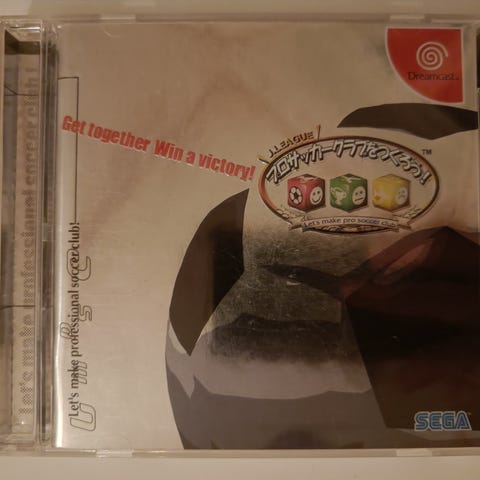 Dreamcast
Get together Win a victory!
J.LEAGUE
プロサッカークラブをつくろう!
TM
Let's make pro soccer club
Let's make professional soccer club!
SEGA